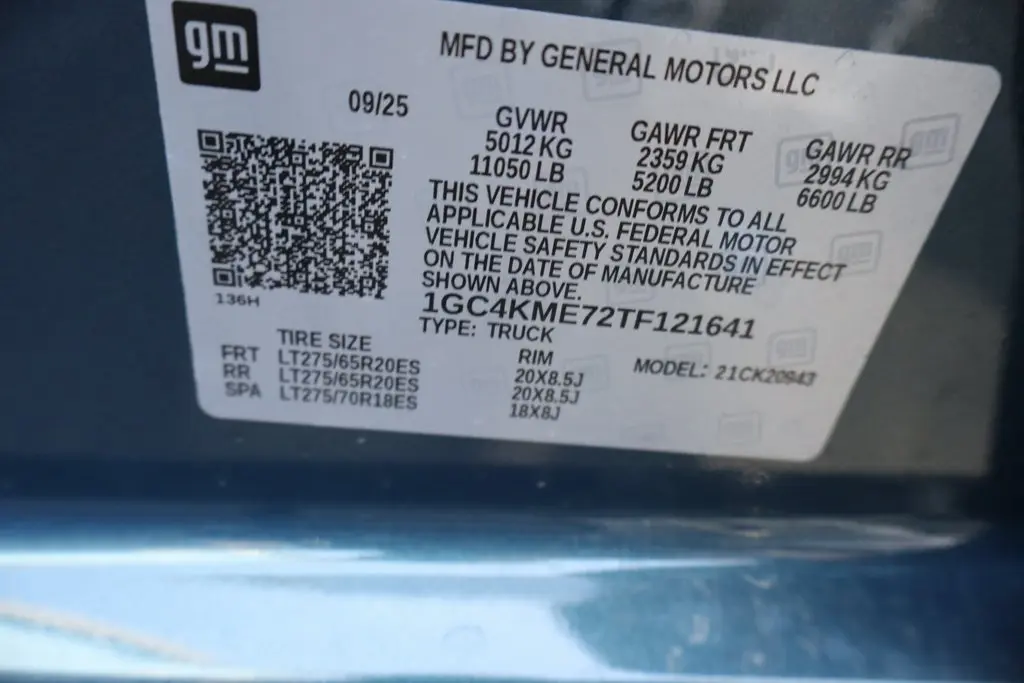 gm
MFD BY GENERAL MOTORS LLC
09/25
GVWR
5012 KG
11050 LB
GAWR FRT
2359 KG
5200 LB
GAWR RR
2994 KG
6600 LB
THIS VEHICLE CONFORMS TO ALL
APPLICABLE U.S. FEDERAL MOTOR
VEHICLE SAFETY STANDARDS IN EFFECT
ON THE DATE OF MANUFACTURE
SHOWN ABOVE.
1GC4KME72TF121641
TYPE: TRUCK
136H
TIRE SIZE RIM MODEL: 21CK20943
FRT LT275/65R20ES 20X8.5J
RR LT275/65R20ES 20X8.5J
SPA LT275/70R18ES 18X8J